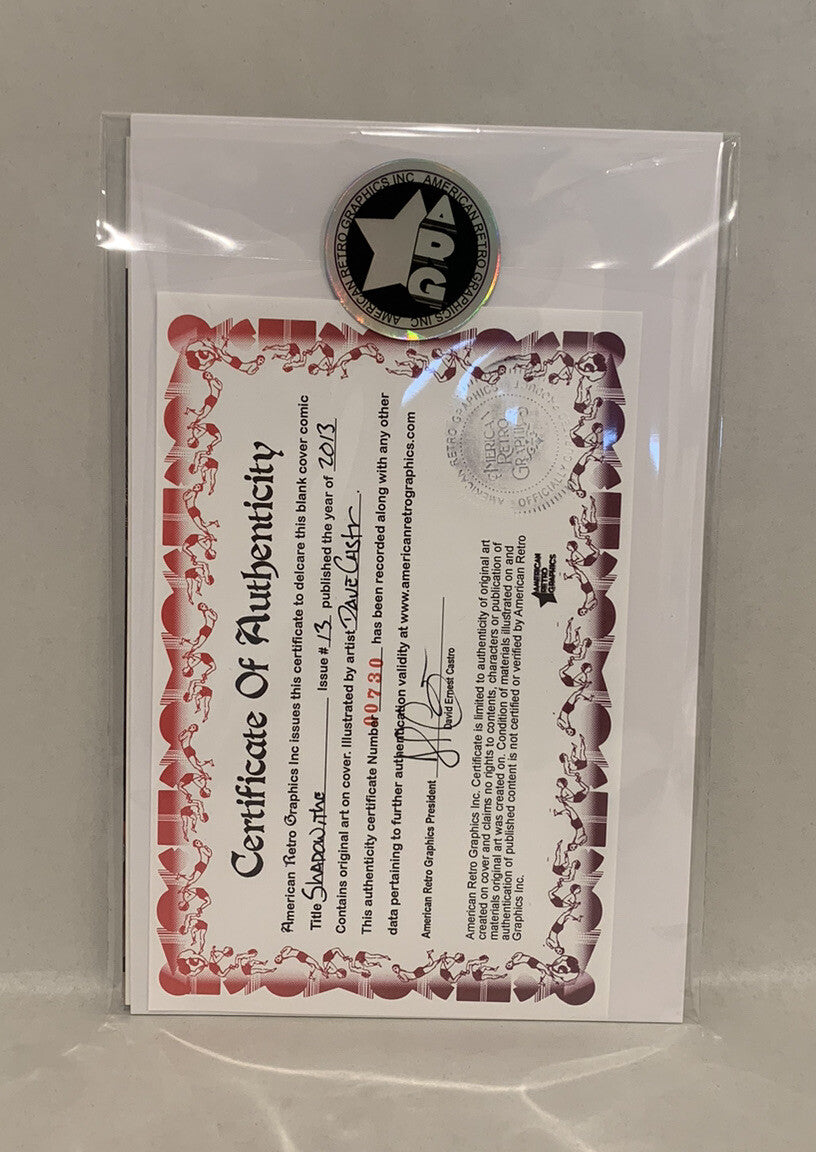 AMERICAN RETRO GRAPHICS INC. AMERICAN RETRO GRAPHICS INC.
ARG
Certificate Of Authenticity
American Retro Graphics Inc issues this certificate to delcare this blank cover comic
Title Shadow, the Issue # 13 published the year of 2013
Contains original art on cover. Illustrated by artist Dave Castr.
This authenticity certificate Number 00730 has been recorded along with any other
data pertaining to further authentication validity at www.americanretrographics.com
American Retro Graphics President
David Ernest Castro
American Retro Graphics Inc. Certificate is limited to authenticity of original art
created on cover and claims no rights to contents, characters or publication of
materials original art was created on. Condition of materials illustrated on and
authentication of published content is not certified or verified by American Retro
Graphics Inc.
AMERICAN
RETRO
GRAPHICS
AMERICAN RETRO GRAPHICS
OFFICIAL
AMERICAN
RETRO
GRAPHICS